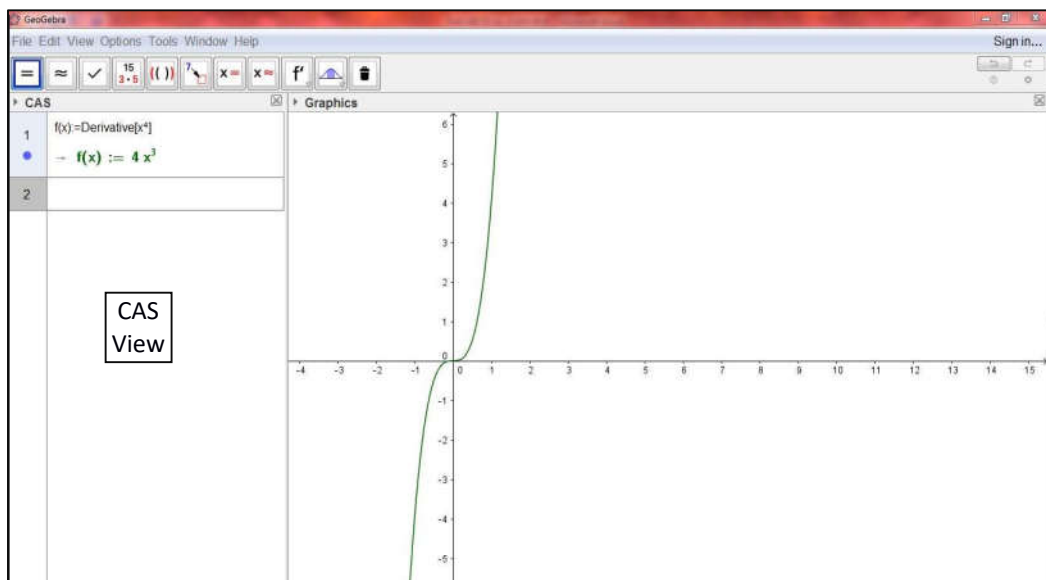 GeoGebra
File Edit View Options Tools Window Help
Sign in...
= ≈ ✓ 15 3·5 (( )) 7 x= x≈ f'
CAS
Graphics
1 f(x):=Derivative[x⁴]
→ f(x) := 4 x³
2
CAS
View
6
5
4
3
2
1
0
-4 -3 -2 -1 0 1 2 3 4 5 6 7 8 9 10 11 12 13 14 15
-1
-2
-3
-4
-5